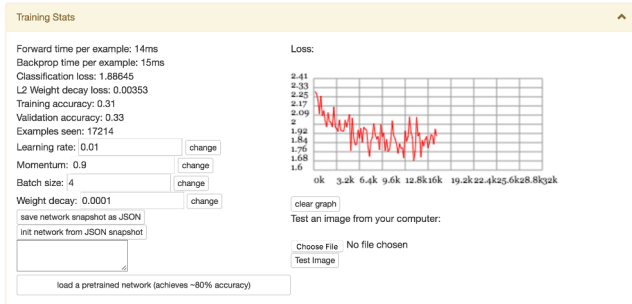 Training Stats
Forward time per example: 14ms
Backprop time per example: 15ms
Classification loss: 1.88645
L2 Weight decay loss: 0.00353
Training accuracy: 0.31
Validation accuracy: 0.33
Examples seen: 17214
Learning rate: 0.01 change
Momentum: 0.9 change
Batch size: 4 change
Weight decay: 0.0001 change
save network snapshot as JSON
init network from JSON snapshot
load a pretrained network (achieves ~80% accuracy)
Loss:
2.41
2.33
2.25
2.17
2.09
2
1.92
1.84
1.76
1.68
1.6
0k 3.2k 6.4k 9.6k 12.8k 16k 19.2k 22.4k 25.6k 28.8k 32k
clear graph
Test an image from your computer:
Choose File No file chosen
Test Image